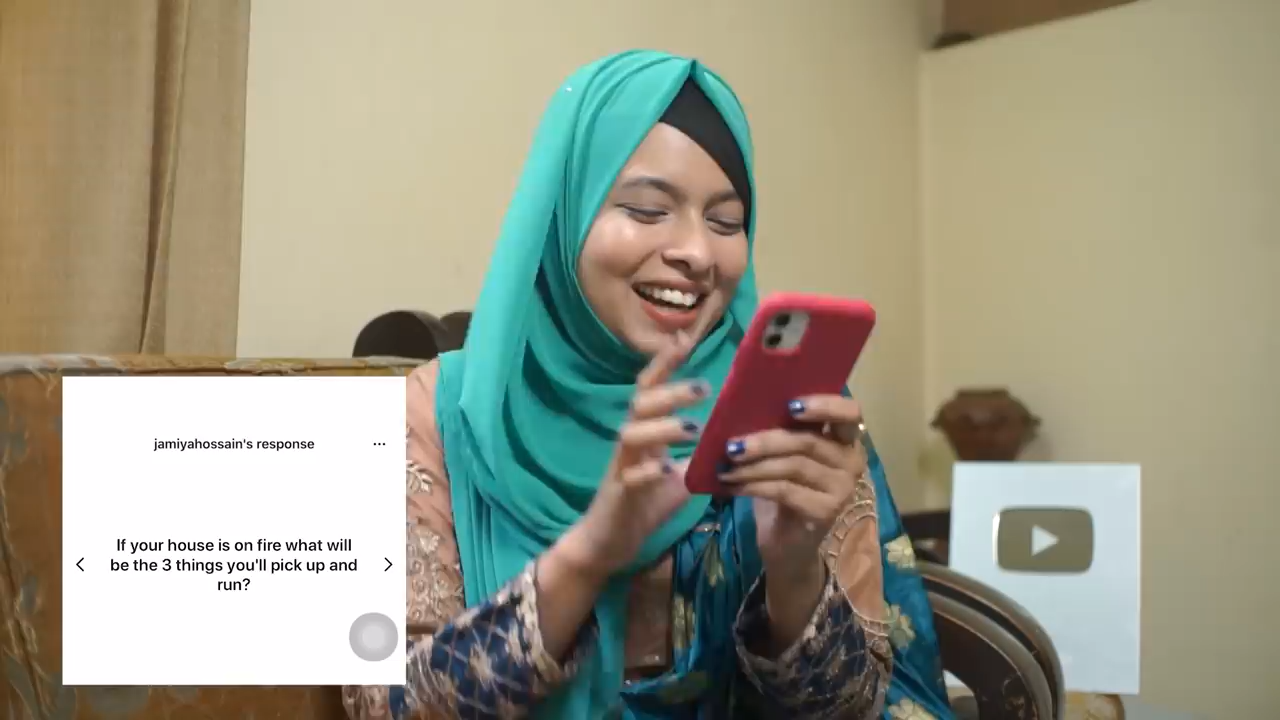 jamiyahossain's response
If your house is on fire what will
be the 3 things you'll pick up and
run?